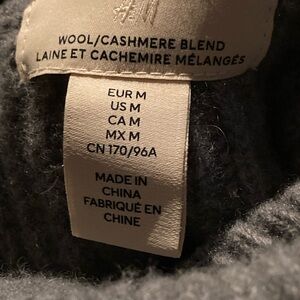 WOOL/CASHMERE BLEND
LAINE ET CACHEMIRE MÉLANGÉS
EUR M
US M
CA M
MX M
CN 170/96A
MADE IN
CHINA
FABRIQUÉ EN
CHINE